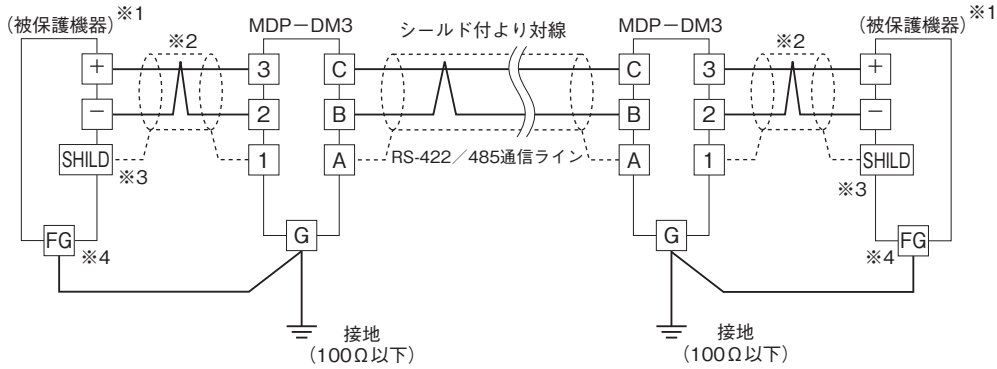 (被保護機器)※1
MDP-DM3
シールド付より対線
MDP-DM3
(被保護機器)※1
※2
※2
+
3
C
C
3
+
−
2
B
B
2
−
SHILD
1
A
RS-422/485通信ライン
A
1
SHILD
※3
※3
FG
※4
G
G
※4
FG
接地
(100Ω以下)
接地
(100Ω以下)